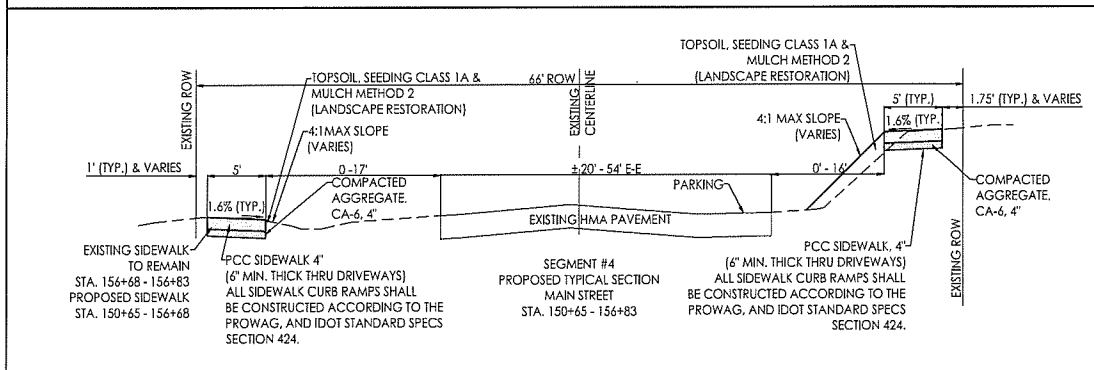 EXISTING ROW
1' (TYP.) & VARIES
5'
0 -17'
1.6% (TYP.)
TOPSOIL, SEEDING CLASS 1A &
MULCH METHOD 2
(LANDSCAPE RESTORATION)
4:1 MAX SLOPE
(VARIES)
COMPACTED
AGGREGATE,
CA-6, 4"
EXISTING SIDEWALK
TO REMAIN
STA. 156+68 - 156+83
PROPOSED SIDEWALK
STA. 150+65 - 156+68
PCC SIDEWALK 4"
(6" MIN. THICK THRU DRIVEWAYS)
ALL SIDEWALK CURB RAMPS SHALL
BE CONSTRUCTED ACCORDING TO THE
PROWAG, AND IDOT STANDARD SPECS
SECTION 424.
66' ROW
EXISTING
CENTERLINE
±20' - 54' E-E
PARKING
EXISTING HMA PAVEMENT
SEGMENT #4
PROPOSED TYPICAL SECTION
MAIN STREET
STA. 150+65 - 156+83
TOPSOIL, SEEDING CLASS 1A &
MULCH METHOD 2
(LANDSCAPE RESTORATION)
4:1 MAX SLOPE
(VARIES)
0' - 16'
5' (TYP.)
1.75' (TYP.) & VARIES
1.6% (TYP.
COMPACTED
AGGREGATE,
CA-6, 4"
PCC SIDEWALK, 4"
(6" MIN. THICK THRU DRIVEWAYS)
ALL SIDEWALK CURB RAMPS SHALL
BE CONSTRUCTED ACCORDING TO THE
PROWAG, AND IDOT STANDARD SPECS
SECTION 424.
EXISTING ROW